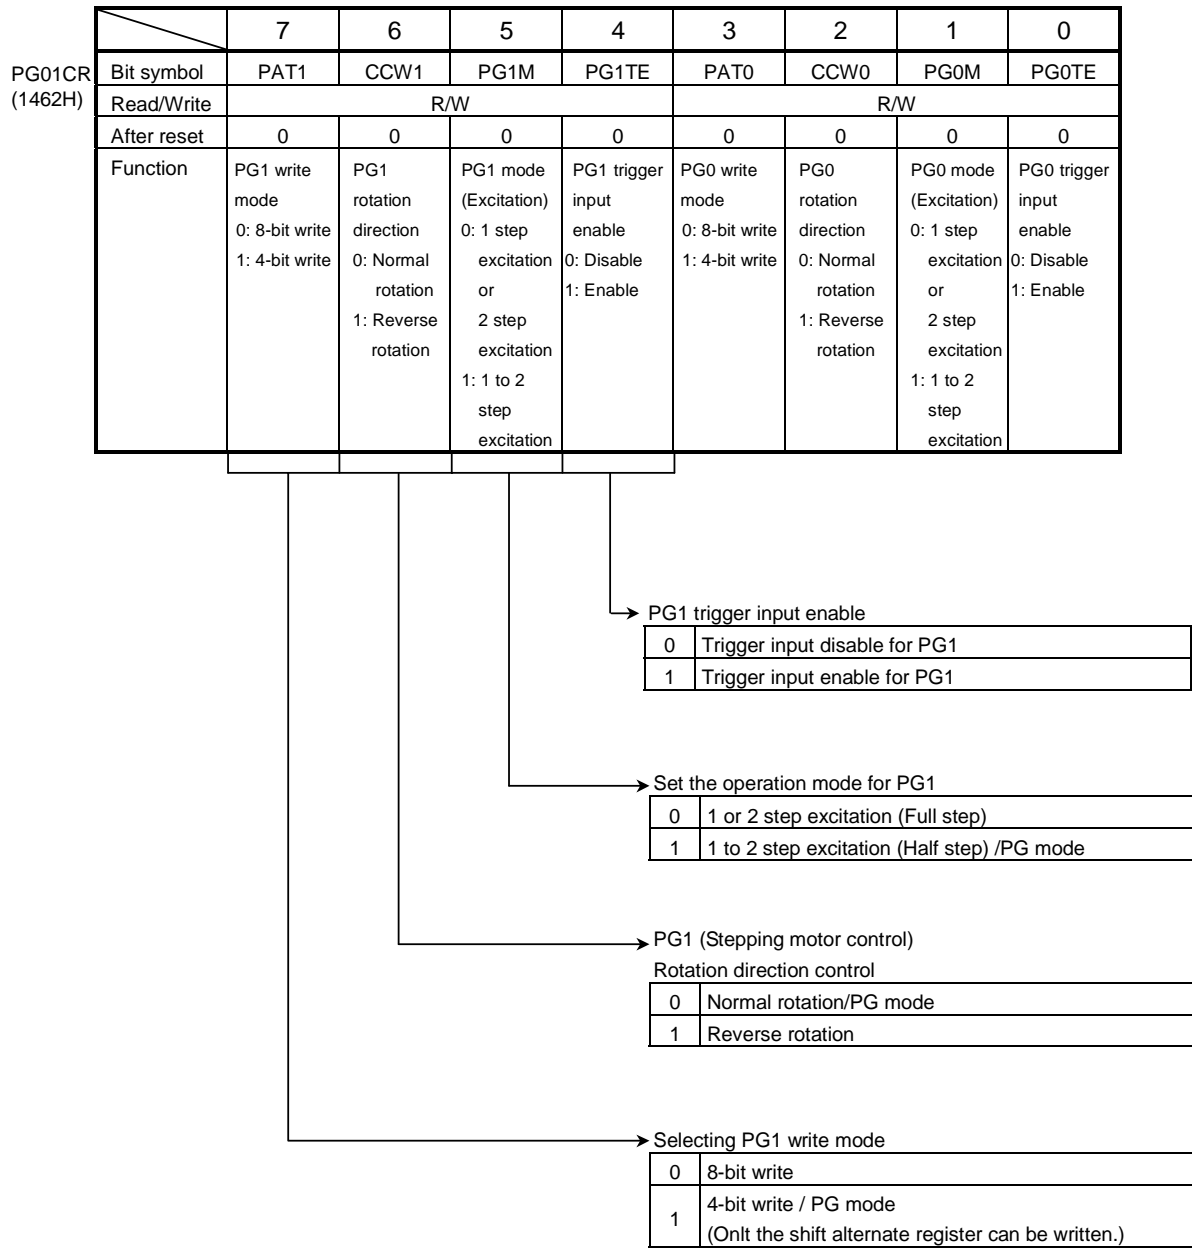 7 6 5 4 3 2 1 0
PG01CR
(1462H)
Bit symbol PAT1 CCW1 PG1M PG1TE PAT0 CCW0 PG0M PG0TE
Read/Write R/W R/W
After reset 0 0 0 0 0 0 0 0
Function
PG1 write
mode
0: 8-bit write
1: 4-bit write
PG1
rotation
direction
0: Normal
rotation
1: Reverse
rotation
PG1 mode
(Excitation)
0: 1 step
excitation
or
2 step
excitation
1: 1 to 2
step
excitation
PG1 trigger
input
enable
0: Disable
1: Enable
PG0 write
mode
0: 8-bit write
1: 4-bit write
PG0
rotation
direction
0: Normal
rotation
1: Reverse
rotation
PG0 mode
(Excitation)
0: 1 step
excitation
or
2 step
excitation
1: 1 to 2
step
excitation
PG0 trigger
input
enable
0: Disable
1: Enable
PG1 trigger input enable
0 Trigger input disable for PG1
1 Trigger input enable for PG1
Set the operation mode for PG1
0 1 or 2 step excitation (Full step)
1 1 to 2 step excitation (Half step) /PG mode
PG1 (Stepping motor control)
Rotation direction control
0 Normal rotation/PG mode
1 Reverse rotation
Selecting PG1 write mode
0 8-bit write
1 4-bit write / PG mode
(Onlt the shift alternate register can be written.)